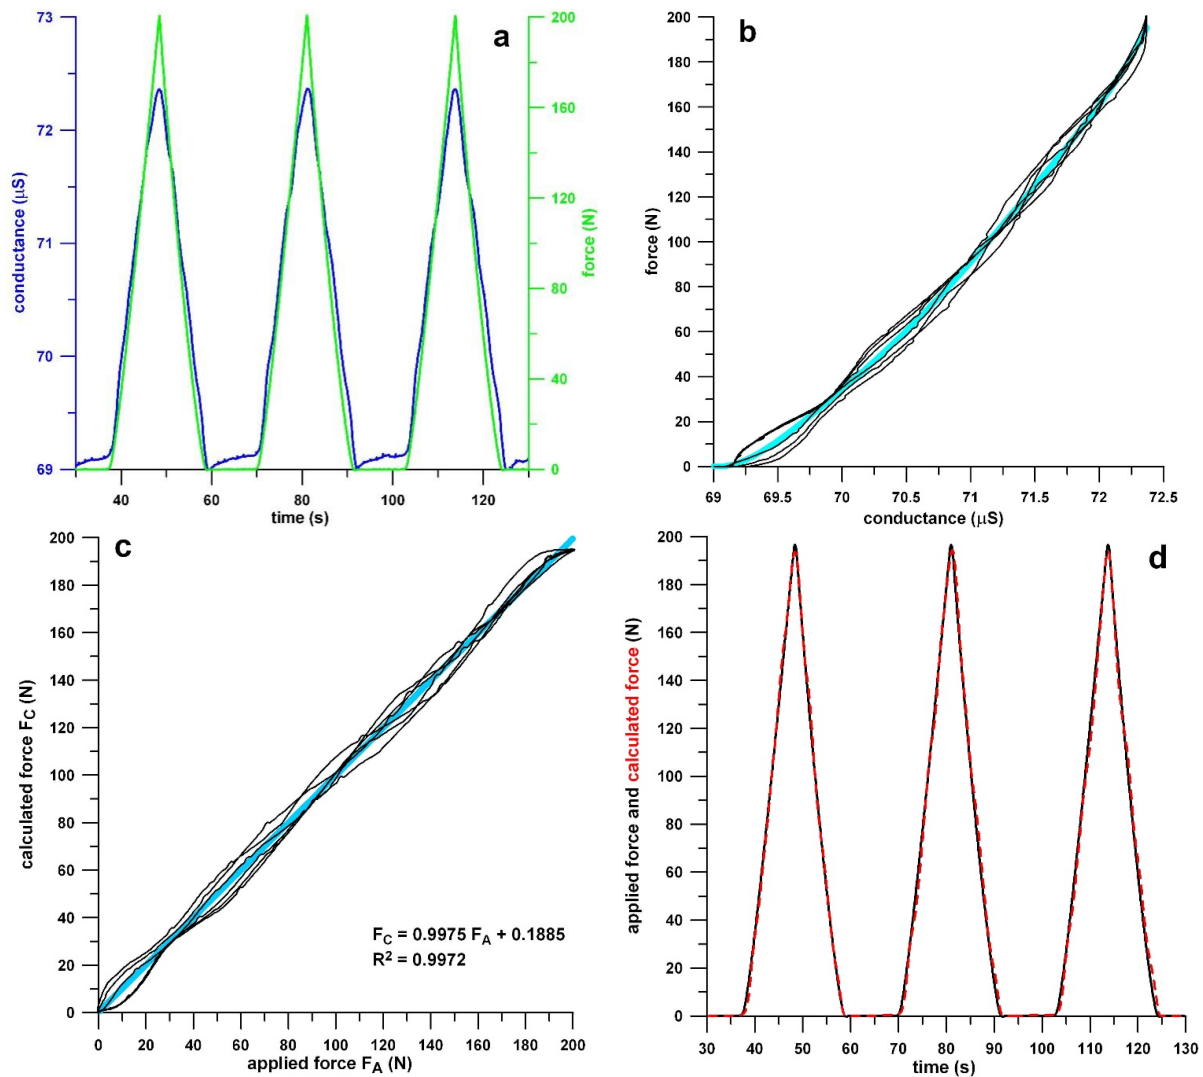 a
73
72
71
70
69
conductance (μS)
40 60 80 100 120
time (s)
200
160
120
80
40
0
force (N)
b
200
180
160
140
120
100
80
60
40
20
0
force (N)
69 69.5 70 70.5 71 71.5 72 72.5
conductance (μS)
c
200
180
160
140
120
100
80
60
40
20
0
calculated force FC (N)
FC = 0.9975 FA + 0.1885
R² = 0.9972
0 20 40 60 80 100 120 140 160 180 200
applied force FA (N)
d
200
180
160
140
120
100
80
60
40
20
0
applied force and calculated force (N)
30 40 50 60 70 80 90 100 110 120 130
time (s)